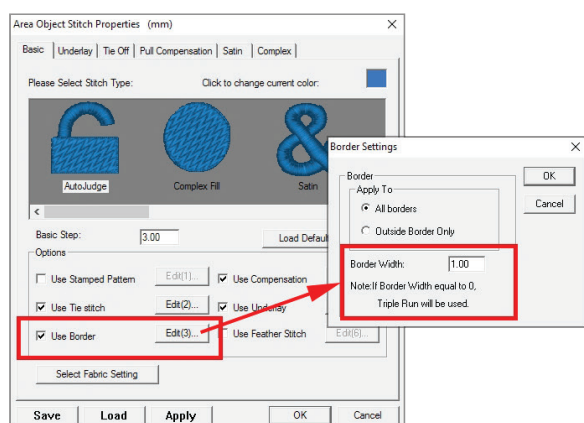 Area Object Stitch Properties (mm)
Basic Underlay Tie Off Pull Compensation Satin Complex
Please Select Stitch Type: Click to change current color:
AutoJudge Complex Fill Satin
Basic Step: 3.00 Load Defaul
Options
Use Stamped Pattern Edit(1)... Use Compensation
Use Tie stitch Edit(2)... Use Underlay
Use Border Edit(3)... Use Feather Stitch Edit(6)...
Select Fabric Setting
Save Load Apply OK Cancel
Border Settings
Border
Apply To
All borders
Outside Border Only
OK
Cancel
Border Width: 1.00
Note:If Border Width equal to 0,
Triple Run will be used.